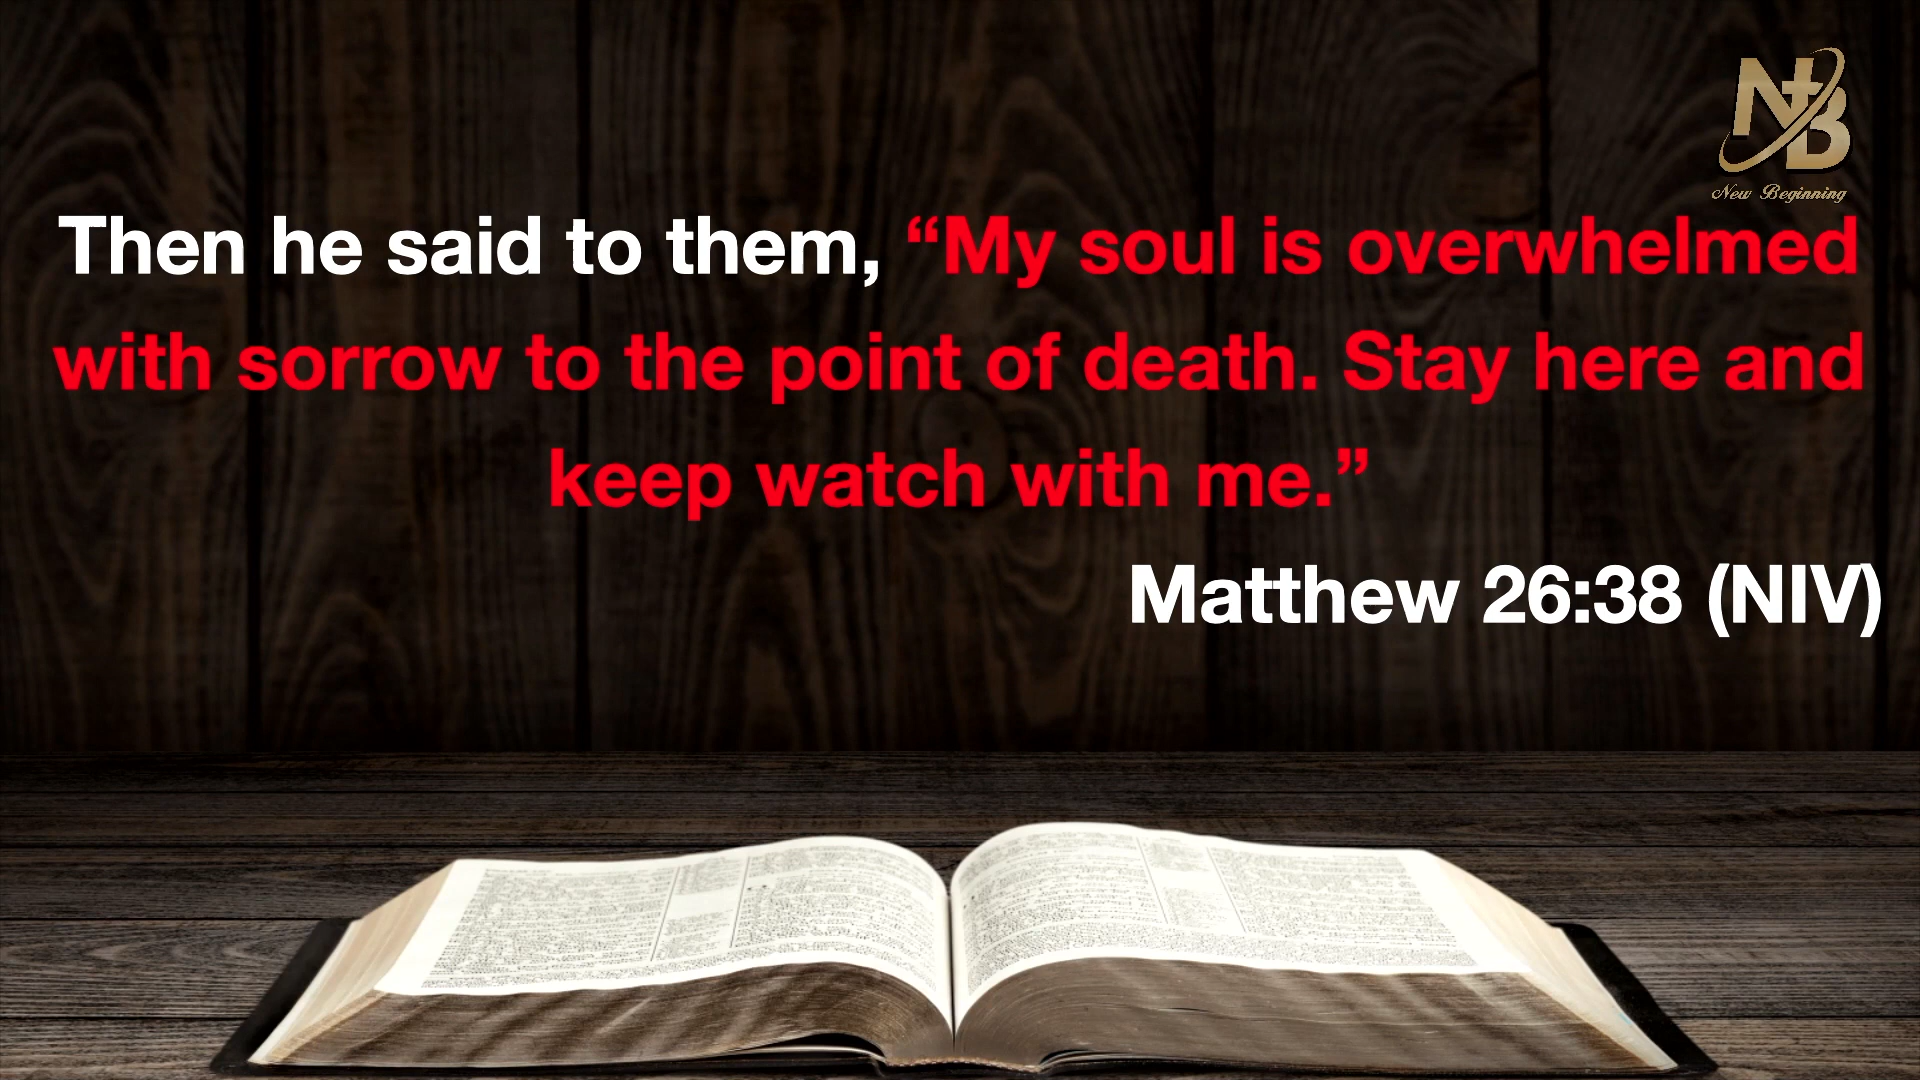 NB
New Beginning
Then he said to them, “My soul is overwhelmed
with sorrow to the point of death. Stay here and
keep watch with me.”
Matthew 26:38 (NIV)